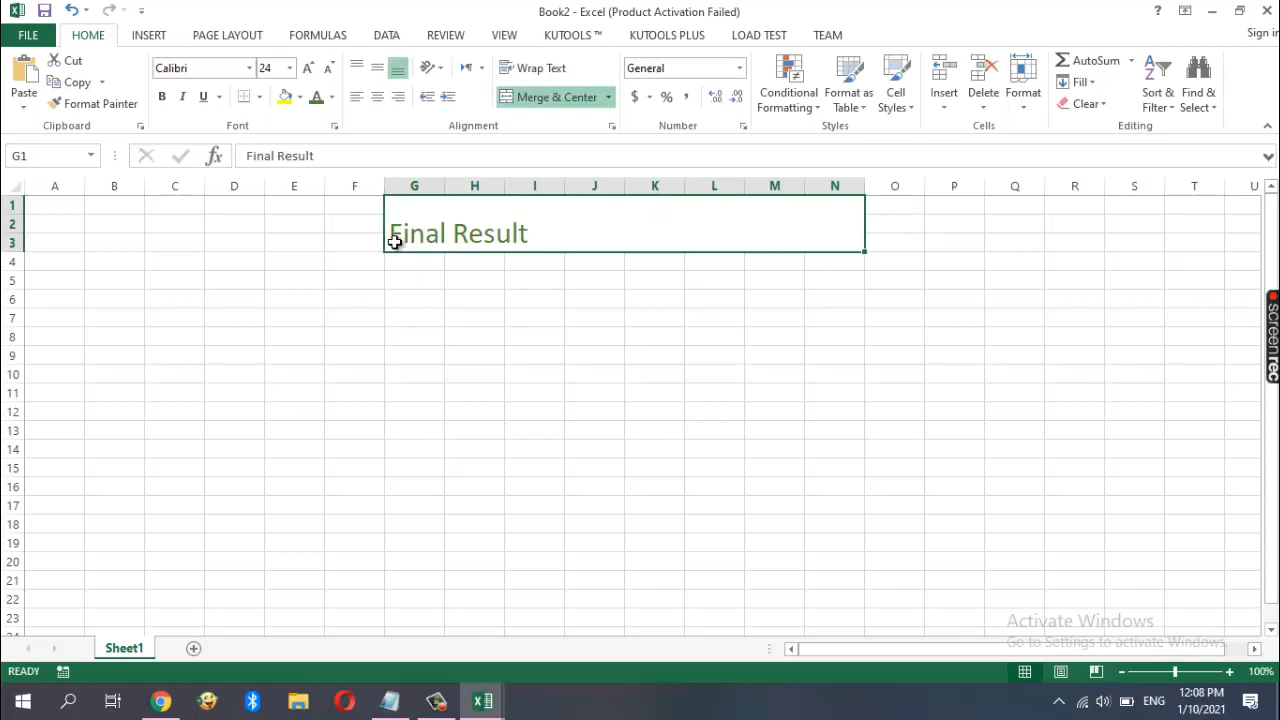 Book2 - Excel (Product Activation Failed)
?
FILE HOME INSERT PAGE LAYOUT FORMULAS DATA REVIEW VIEW KUTOOLS ™ KUTOOLS PLUS LOAD TEST TEAM Sign in
Paste
Cut
Copy
Format Painter
Clipboard
Calibri 24
B I U
Font
Wrap Text
Merge & Center
Alignment
General
$ % ,
Number
Conditional Formatting
Format as Table
Cell Styles
Styles
Insert Delete Format
Cells
AutoSum
Fill
Clear
Sort & Filter
Find & Select
Editing
G1 fx Final Result
A B C D E F G H I J K L M N O P Q R S T U
1
2
3
Final Result
4
5
6
7
8
9
10
11
12
13
14
15
16
17
18
19
20
21
22
23
24
screenrec
Activate Windows
Go to Settings to activate Windows.
Sheet1
READY 100%
ENG
12:08 PM
1/10/2021